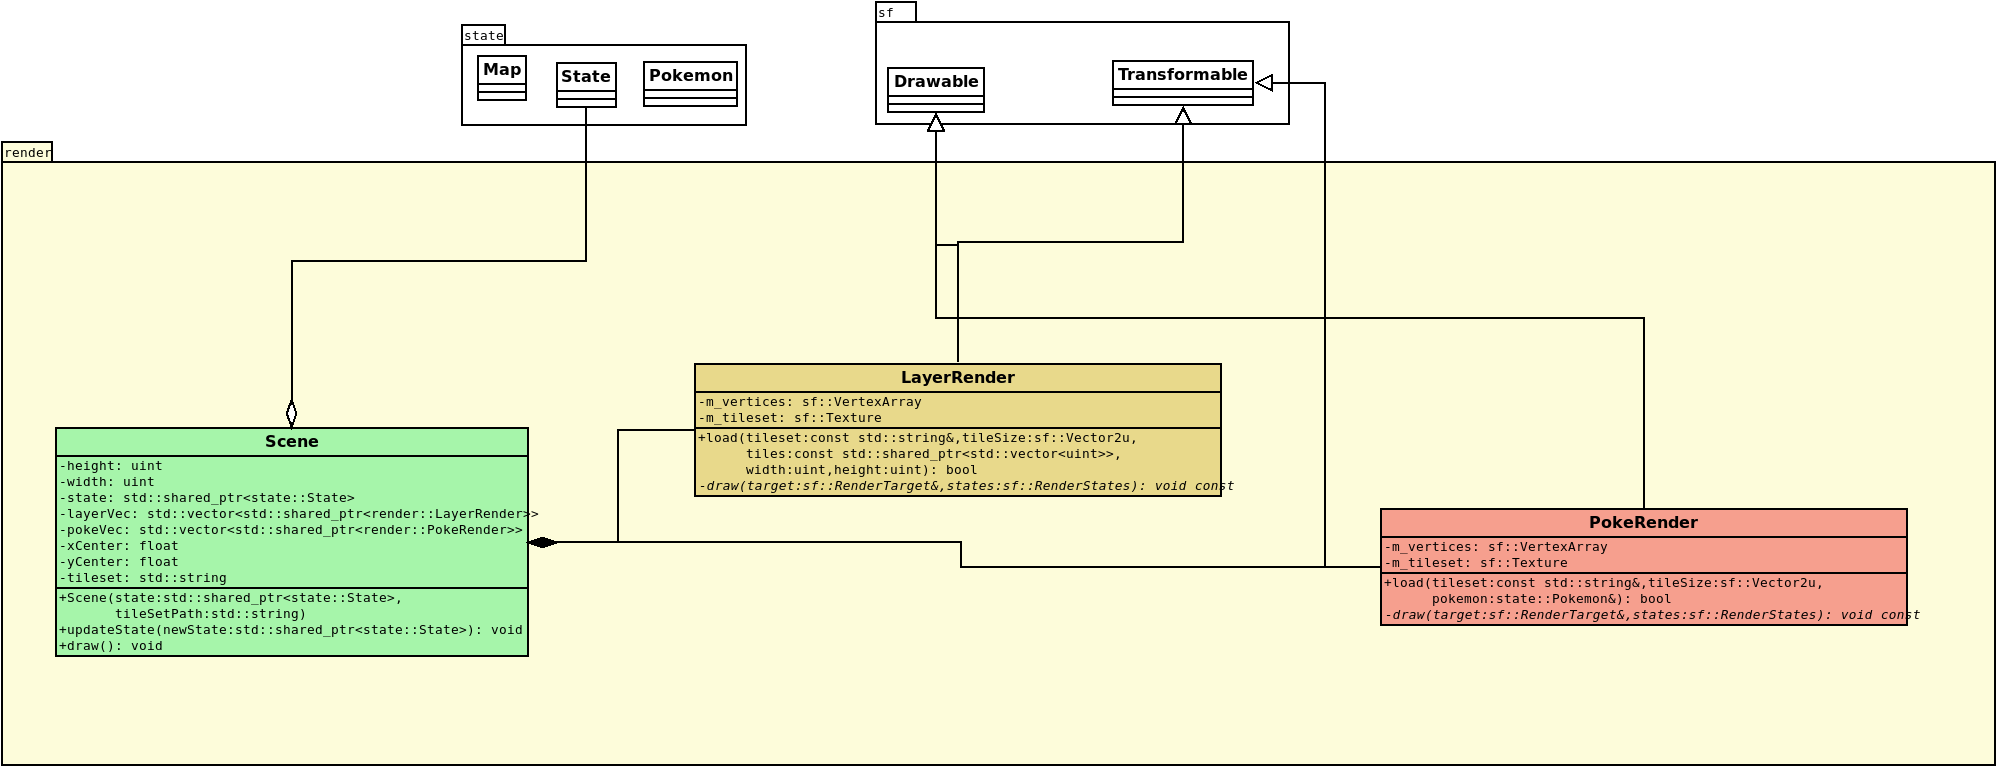 sf
state
Map
State
Pokemon
Drawable
Transformable
render
LayerRender
-m_vertices: sf::VertexArray
-m_tileset: sf::Texture
+load(tileset:const std::string&,tileSize:sf::Vector2u,
tiles:const std::shared_ptr<std::vector<uint>>,
width:uint,height:uint): bool
-draw(target:sf::RenderTarget&,states:sf::RenderStates): void const
Scene
-height: uint
-width: uint
-state: std::shared_ptr<state::State>
-layerVec: std::vector<std::shared_ptr<render::LayerRender>>
-pokeVec: std::vector<std::shared_ptr<render::PokeRender>>
-xCenter: float
-yCenter: float
-tileset: std::string
+Scene(state:std::shared_ptr<state::State>,
tileSetPath:std::string)
+updateState(newState:std::shared_ptr<state::State>): void
+draw(): void
PokeRender
-m_vertices: sf::VertexArray
-m_tileset: sf::Texture
+load(tileset:const std::string&,tileSize:sf::Vector2u,
pokemon:state::Pokemon&): bool
-draw(target:sf::RenderTarget&,states:sf::RenderStates): void const